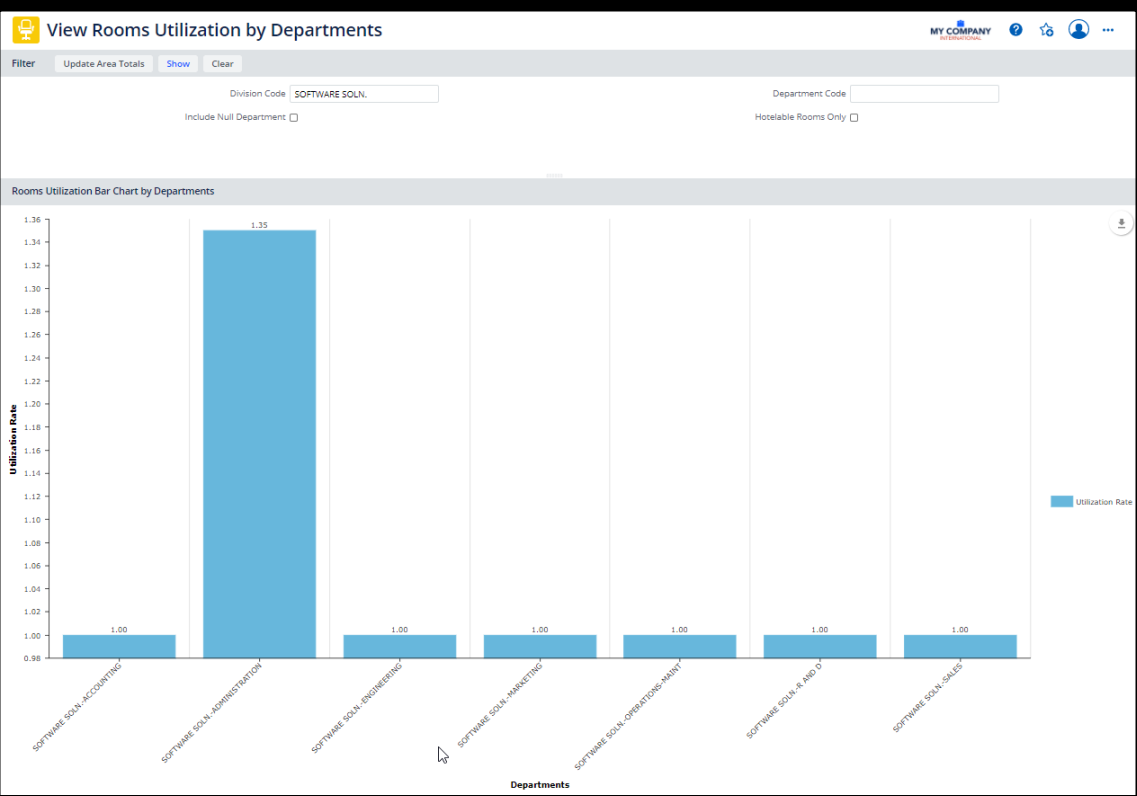 View Rooms Utilization by Departments
MY COMPANY
INTERNATIONAL
?
Filter
Update Area Totals
Show
Clear
Division Code
SOFTWARE SOLN.
Department Code
Include Null Department
Hotelable Rooms Only
Rooms Utilization Bar Chart by Departments
1.36
1.34
1.32
1.30
1.28
1.26
1.24
1.22
1.20
1.18
1.16
1.14
1.12
1.10
1.08
1.06
1.04
1.02
1.00
0.98
Utilization Rate
1.00
1.35
1.00
1.00
1.00
1.00
1.00
Utilization Rate
SOFTWARE SOLN.-ACCOUNTING
SOFTWARE SOLN.-ADMINISTRATION
SOFTWARE SOLN.-ENGINEERING
SOFTWARE SOLN.-MARKETING
SOFTWARE SOLN.-OPERATIONS-MAINT
SOFTWARE SOLN.-R AND D
SOFTWARE SOLN.-SALES
Departments